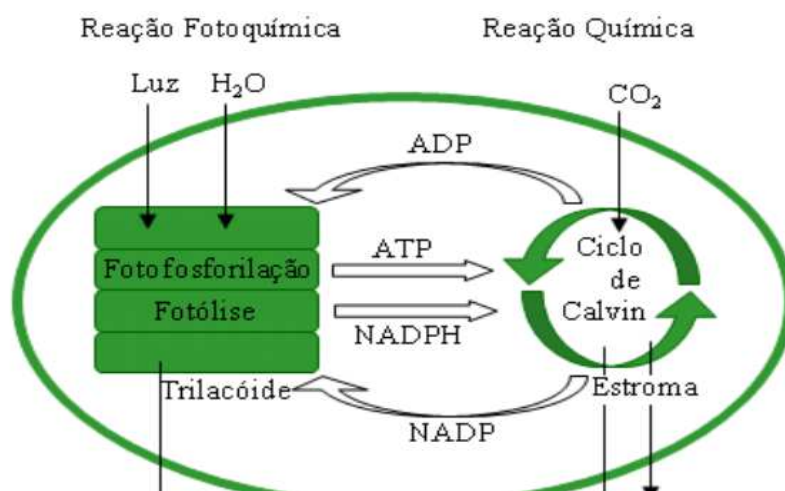 Reação Fotoquímica
Reação Química
Luz
H₂O
CO₂
ADP
Fotofosforilação
Fotólise
ATP
NADPH
Ciclo
de
Calvin
Trilacóide
Estroma
NADP